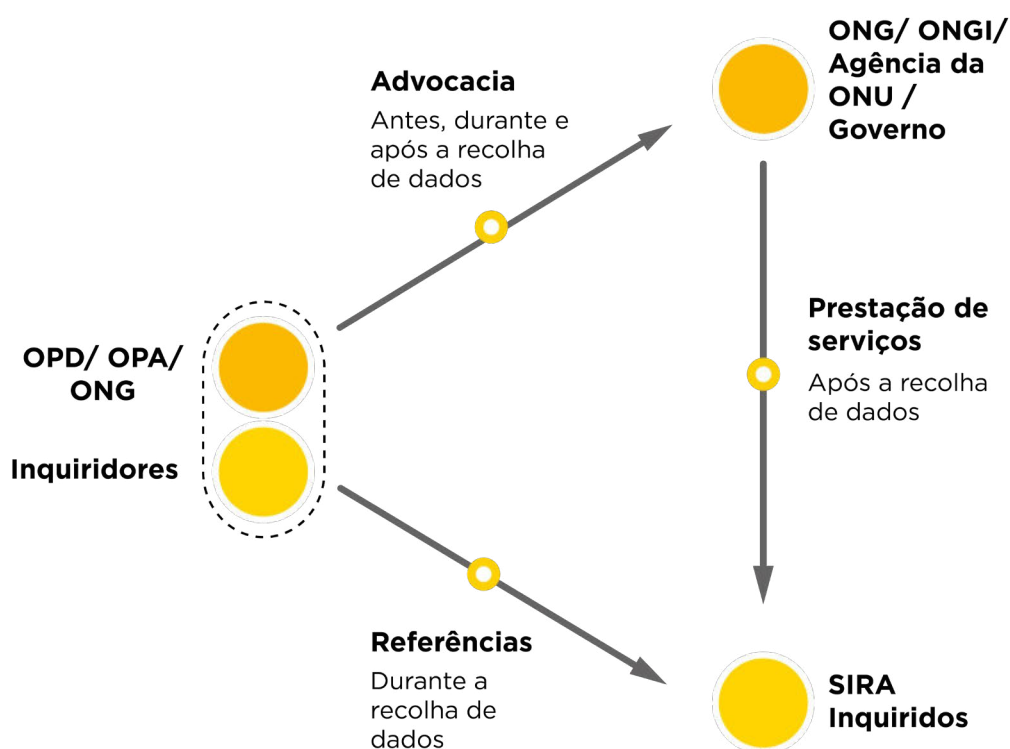 ONG/ ONGI/
Agência da
ONU /
Governo
Advocacia
Antes, durante e
após a recolha
de dados
Prestação de
serviços
Após a recolha
de dados
OPD/ OPA/
ONG
Inquiridores
Referências
Durante a
recolha de
dados
SIRA
Inquiridos